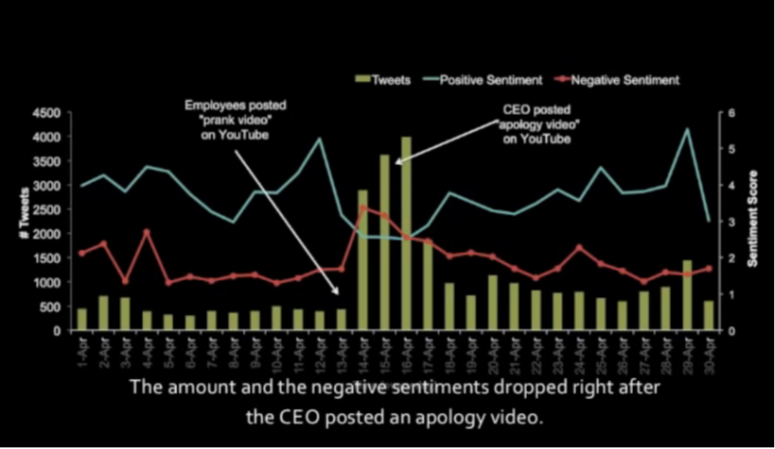 Tweets Positive Sentiment Negative Sentiment
Employees posted
"prank video"
on YouTube
CEO posted
"apology video"
on YouTube
4500
4000
3500
3000
2500
2000
1500
1000
500
0
# Tweets
6
5
4
3
2
1
0
Sentiment Score
1-Apr
2-Apr
3-Apr
4-Apr
5-Apr
6-Apr
7-Apr
8-Apr
9-Apr
10-Apr
11-Apr
12-Apr
13-Apr
14-Apr
15-Apr
16-Apr
17-Apr
18-Apr
19-Apr
20-Apr
21-Apr
22-Apr
23-Apr
24-Apr
25-Apr
26-Apr
27-Apr
28-Apr
29-Apr
30-Apr
The amount and the negative sentiments dropped right after
the CEO posted an apology video.